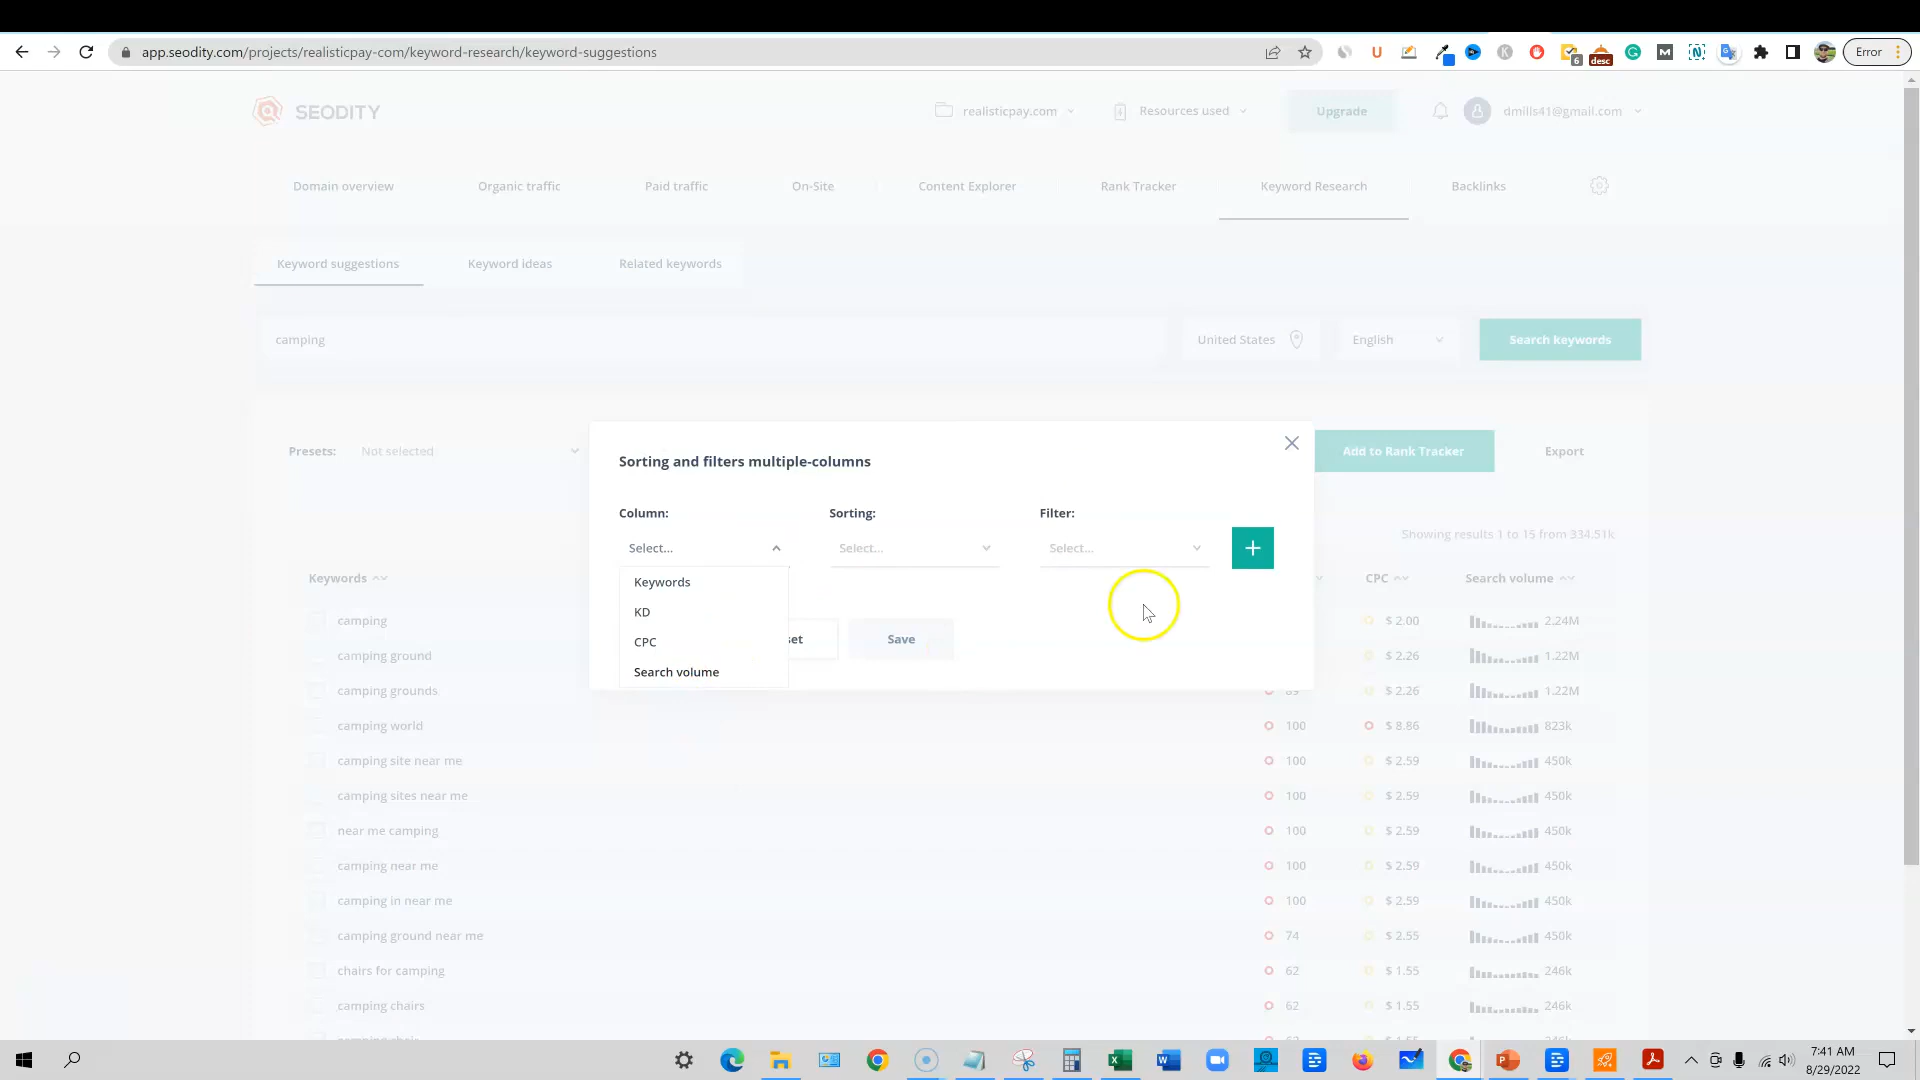 app.seodity.com/projects/realisticpay-com/keyword-research/keyword-suggestions
Error
6
desc
SEODITY
realisticpay.com
Resources used
Upgrade
dmills41@gmail.com
Domain overview
Organic traffic
Paid traffic
On-Site
Content Explorer
Rank Tracker
Keyword Research
Backlinks
Keyword suggestions
Keyword ideas
Related keywords
camping
United States
English
Search keywords
Presets:
Not selected
Add to Rank Tracker
Export
Sorting and filters multiple-columns
Column:
Sorting:
Filter:
Select...
Select...
Select...
+
Keywords
KD
CPC
Search volume
set
Save
Showing results 1 to 15 from 334.51k
Keywords
CPC
Search volume
camping $ 2.00 2.24M
camping ground $ 2.26 1.22M
camping grounds 89 $ 2.26 1.22M
camping world 100 $ 8.86 823k
camping site near me 100 $ 2.59 450k
camping sites near me 100 $ 2.59 450k
near me camping 100 $ 2.59 450k
camping near me 100 $ 2.59 450k
camping in near me 100 $ 2.59 450k
camping ground near me 74 $ 2.55 450k
chairs for camping 62 $ 1.55 246k
camping chairs 62 $ 1.55 246k
7:41 AM
8/29/2022